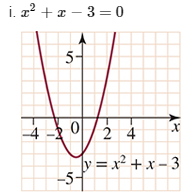 i. x² + x − 3 = 0
5
-4 -2 0 2 4 x
y = x² + x − 3
-5